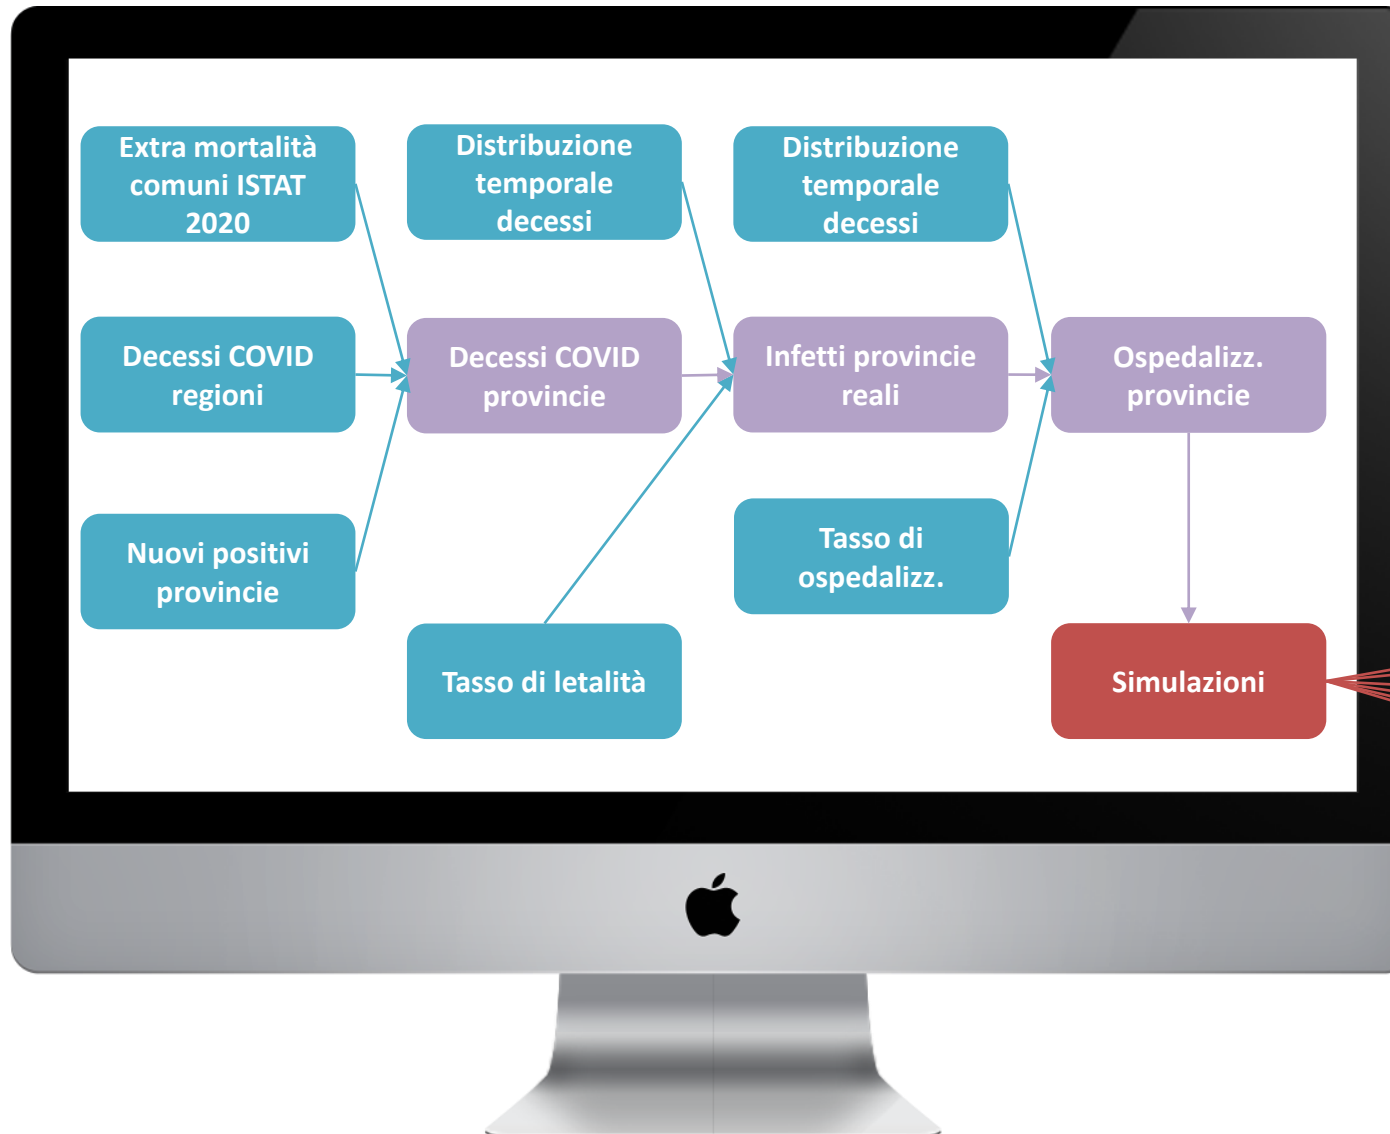 Extra mortalità
comuni ISTAT
2020
Distribuzione
temporale
decessi
Distribuzione
temporale
decessi
Decessi COVID
regioni
Decessi COVID
provincie
Infetti provincie
reali
Ospedalizz.
provincie
Nuovi positivi
provincie
Tasso di
ospedalizz.
Tasso di letalità
Simulazioni